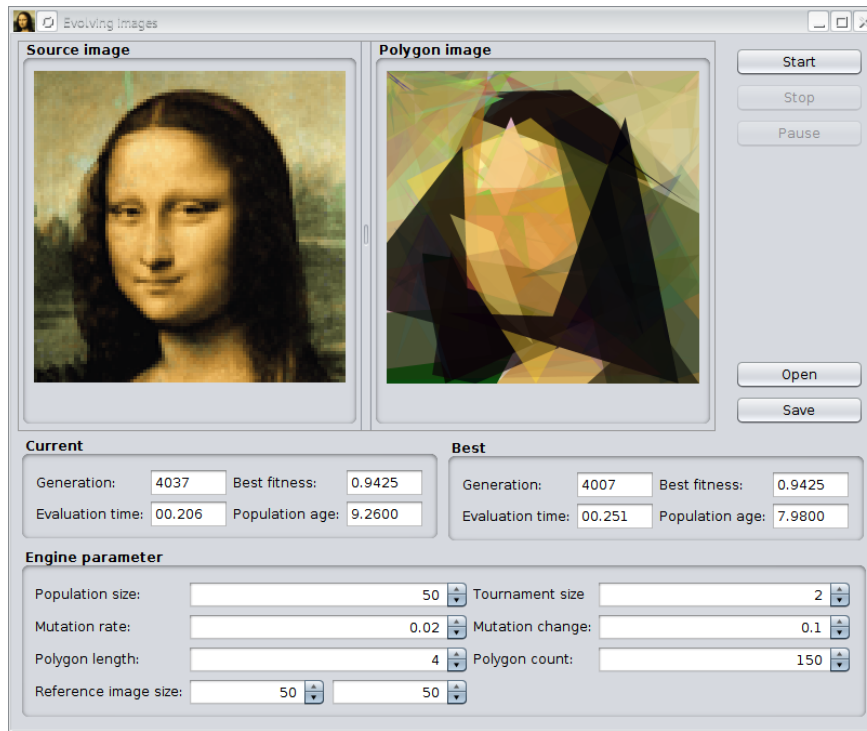 Evolving Images
Source image
Polygon image
Start
Stop
Pause
Open
Save
Current
Generation: 4037 Best fitness: 0.9425
Evaluation time: 00.206 Population age: 9.2600
Best
Generation: 4007 Best fitness: 0.9425
Evaluation time: 00.251 Population age: 7.9800
Engine parameter
Population size: 50 Tournament size 2
Mutation rate: 0.02 Mutation change: 0.1
Polygon length: 4 Polygon count: 150
Reference image size: 50 50